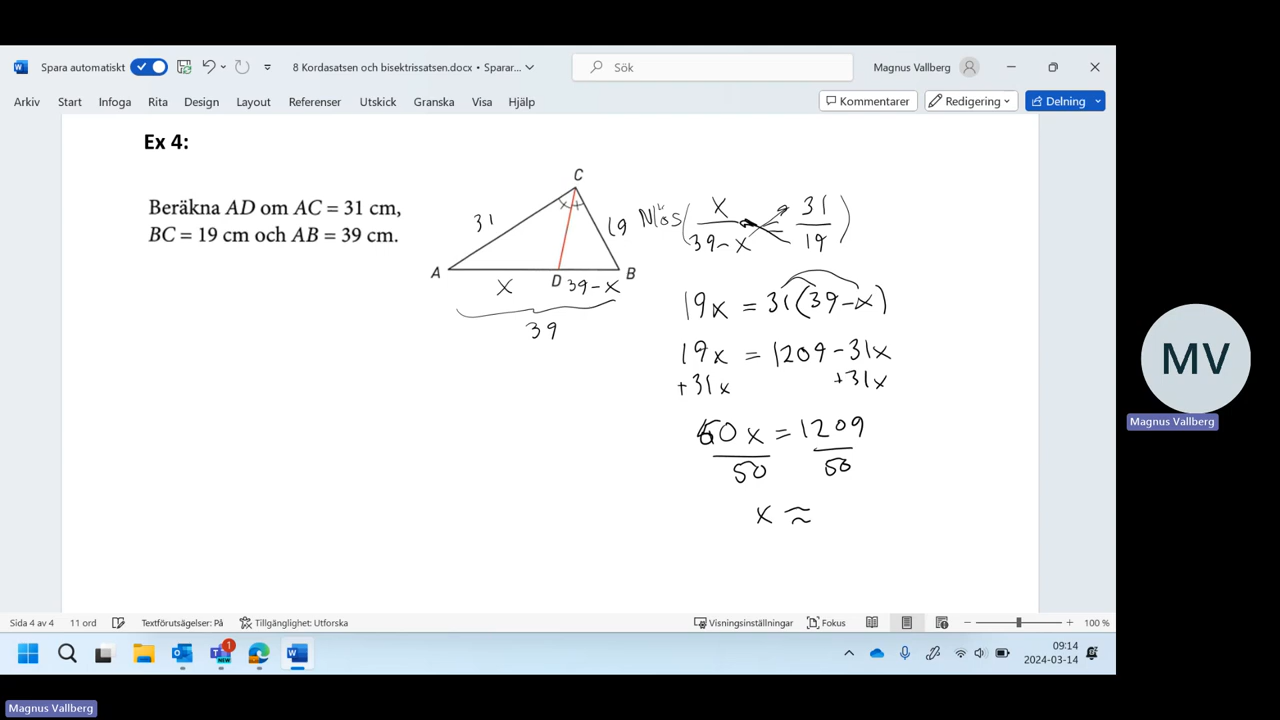 Spara automatiskt
8 Kordasatsen och bisektrissatsen.docx • Sparar...
Sök
Magnus Vallberg
Arkiv Start Infoga Rita Design Layout Referenser Utskick Granska Visa Hjälp
Kommentarer Redigering Delning
Ex 4:
Beräkna AD om AC = 31 cm,
BC = 19 cm och AB = 39 cm.
C
31
19
A
D
B
x
39-x
39
Nlös( x/(39-x) = 31/19 )
19x = 31(39-x)
19x = 1209-31x
+31x +31x
50x = 1209
50 50
x ≈
MV
Magnus Vallberg
Sida 4 av 4 11 ord Textförutsägelser: På Tillgänglighet: Utforska
Visningsinställningar Fokus 100 %
1
NEW
09:14
2024-03-14
Magnus Vallberg